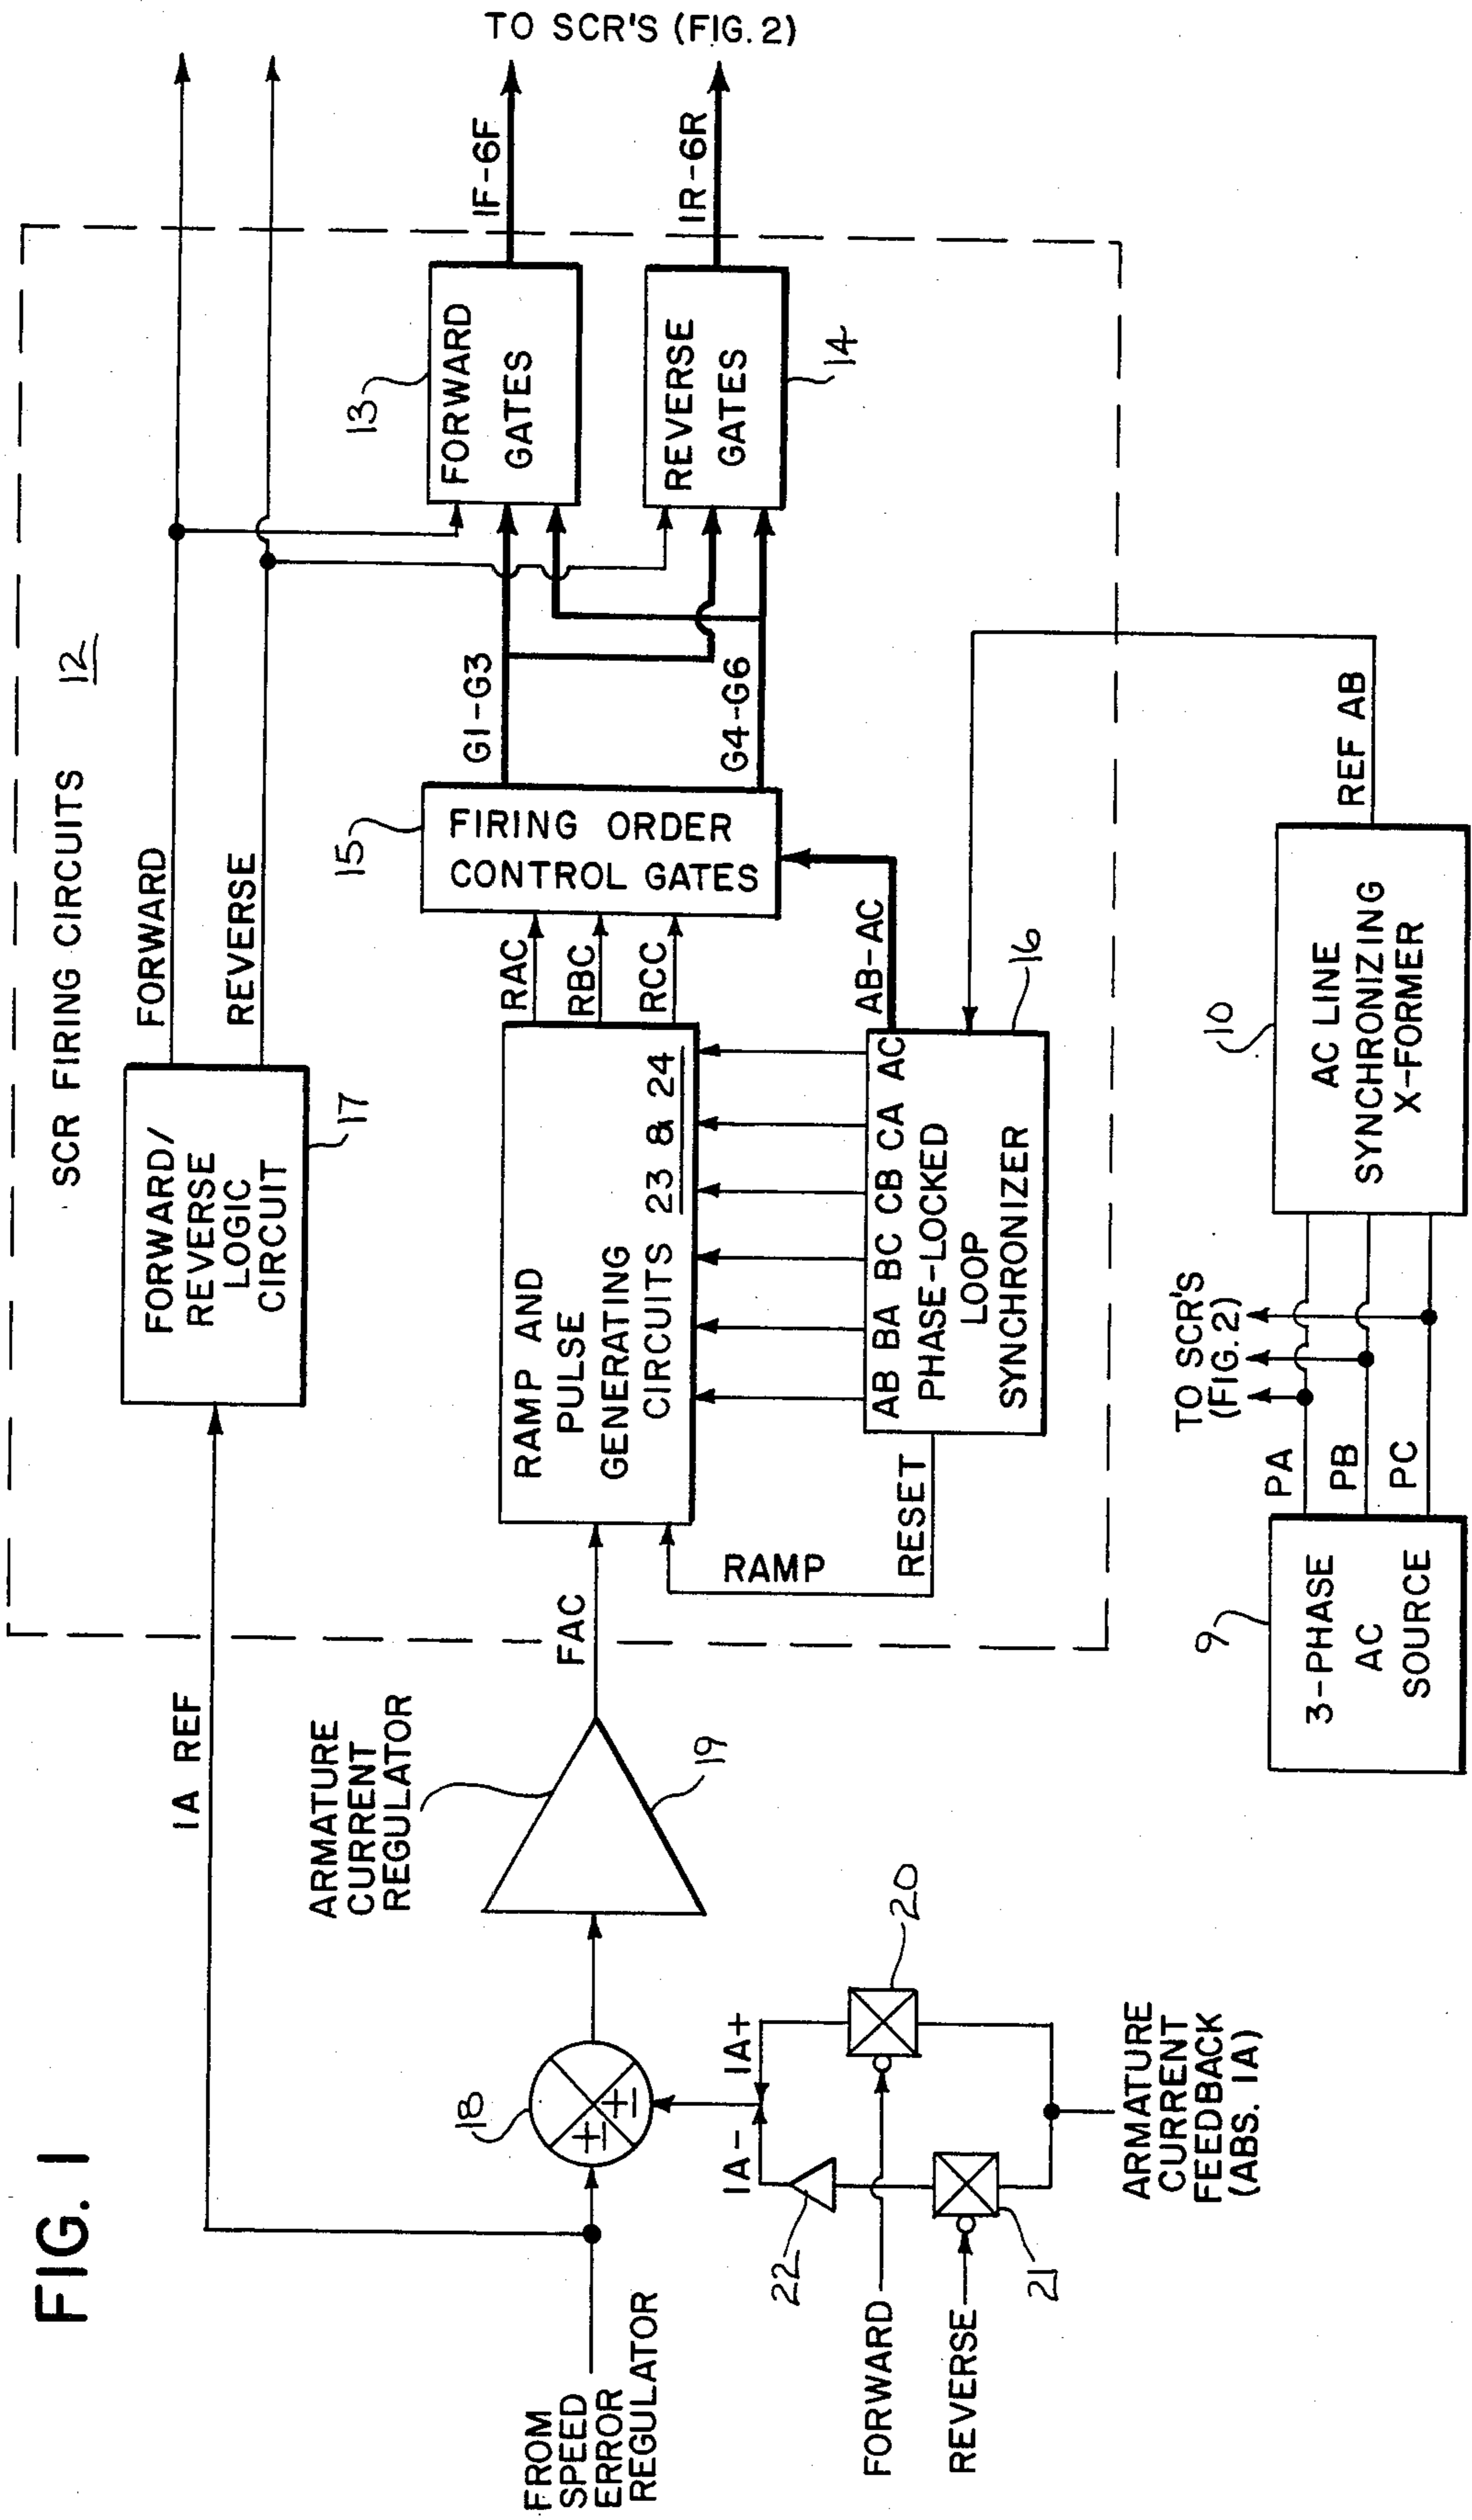 FIG. 1
SCR FIRING CIRCUITS 12
IA REF
FORWARD/
REVERSE
LOGIC
CIRCUIT
17
FORWARD
REVERSE
TO SCR'S (FIG. 2)
ARMATURE
CURRENT
REGULATOR
19
FROM
SPEED
ERROR
REGULATOR
18
±
±
FAC
RAMP AND
PULSE
GENERATING
CIRCUITS 23 & 24
RAC
RBC
RCC
15
FIRING ORDER
CONTROL GATES
G1-G3
G4-G6
13
FORWARD
GATES
1F-6F
REVERSE
GATES
14
1R-6R
IA-
IA+
22
20
21
FORWARD
REVERSE
ARMATURE
CURRENT
FEEDBACK
(ABS. IA)
RAMP
RESET
AB BA BC CB CA AC
PHASE-LOCKED
LOOP
SYNCHRONIZER
16
AB-AC
9
3-PHASE
AC
SOURCE
PA
PB
PC
TO SCR'S
(FIG. 2)
10
AC LINE
SYNCHRONIZING
X-FORMER
REF AB